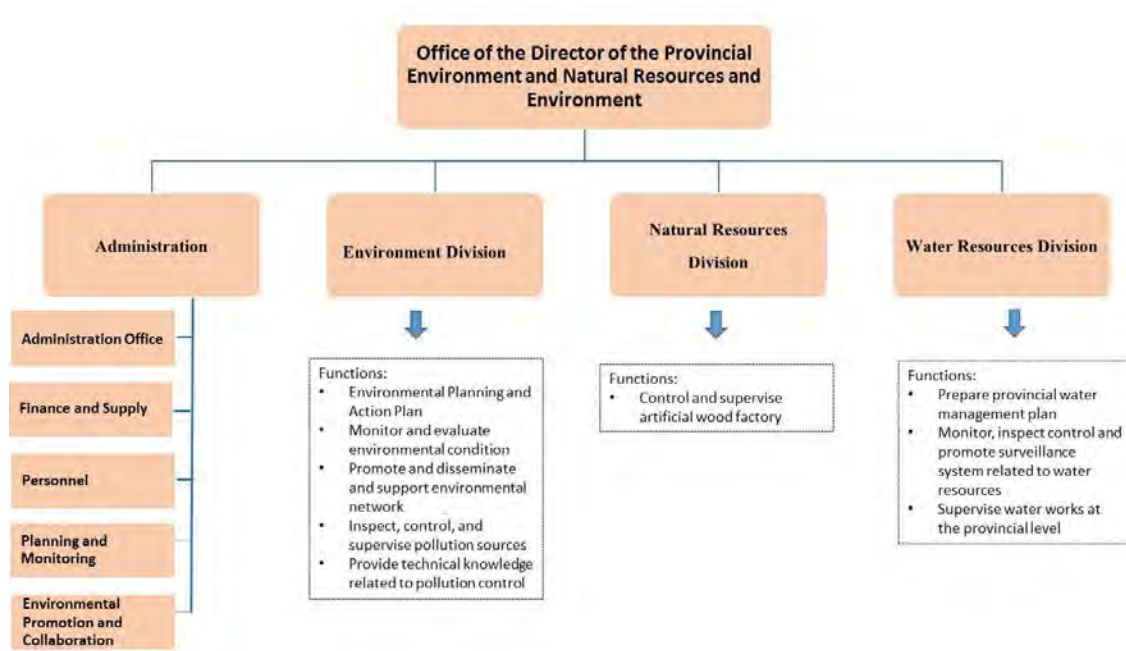 Office of the Director of the Provincial
Environment and Natural Resources and
Environment
Administration
Environment Division
Natural Resources
Division
Water Resources Division
Administration Office
Finance and Supply
Personnel
Planning and
Monitoring
Environmental
Promotion and
Collaboration
Functions:
• Environmental Planning and
Action Plan
• Monitor and evaluate
environmental condition
• Promote and disseminate
and support environmental
network
• Inspect, control, and
supervise pollution sources
• Provide technical knowledge
related to pollution control
Functions:
• Control and supervise
artificial wood factory
Functions:
• Prepare provincial water
management plan
• Monitor, inspect control and
promote surveillance
system related to water
resources
• Supervise water works at
the provincial level